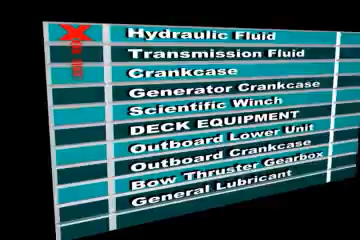 Hydraulic Fluid
Transmission Fluid
Crankcase
Generator Crankcase
Scientific Winch
DECK EQUIPMENT
Outboard Lower Unit
Outboard Crankcase
Bow Thruster Gearbox
General Lubricant